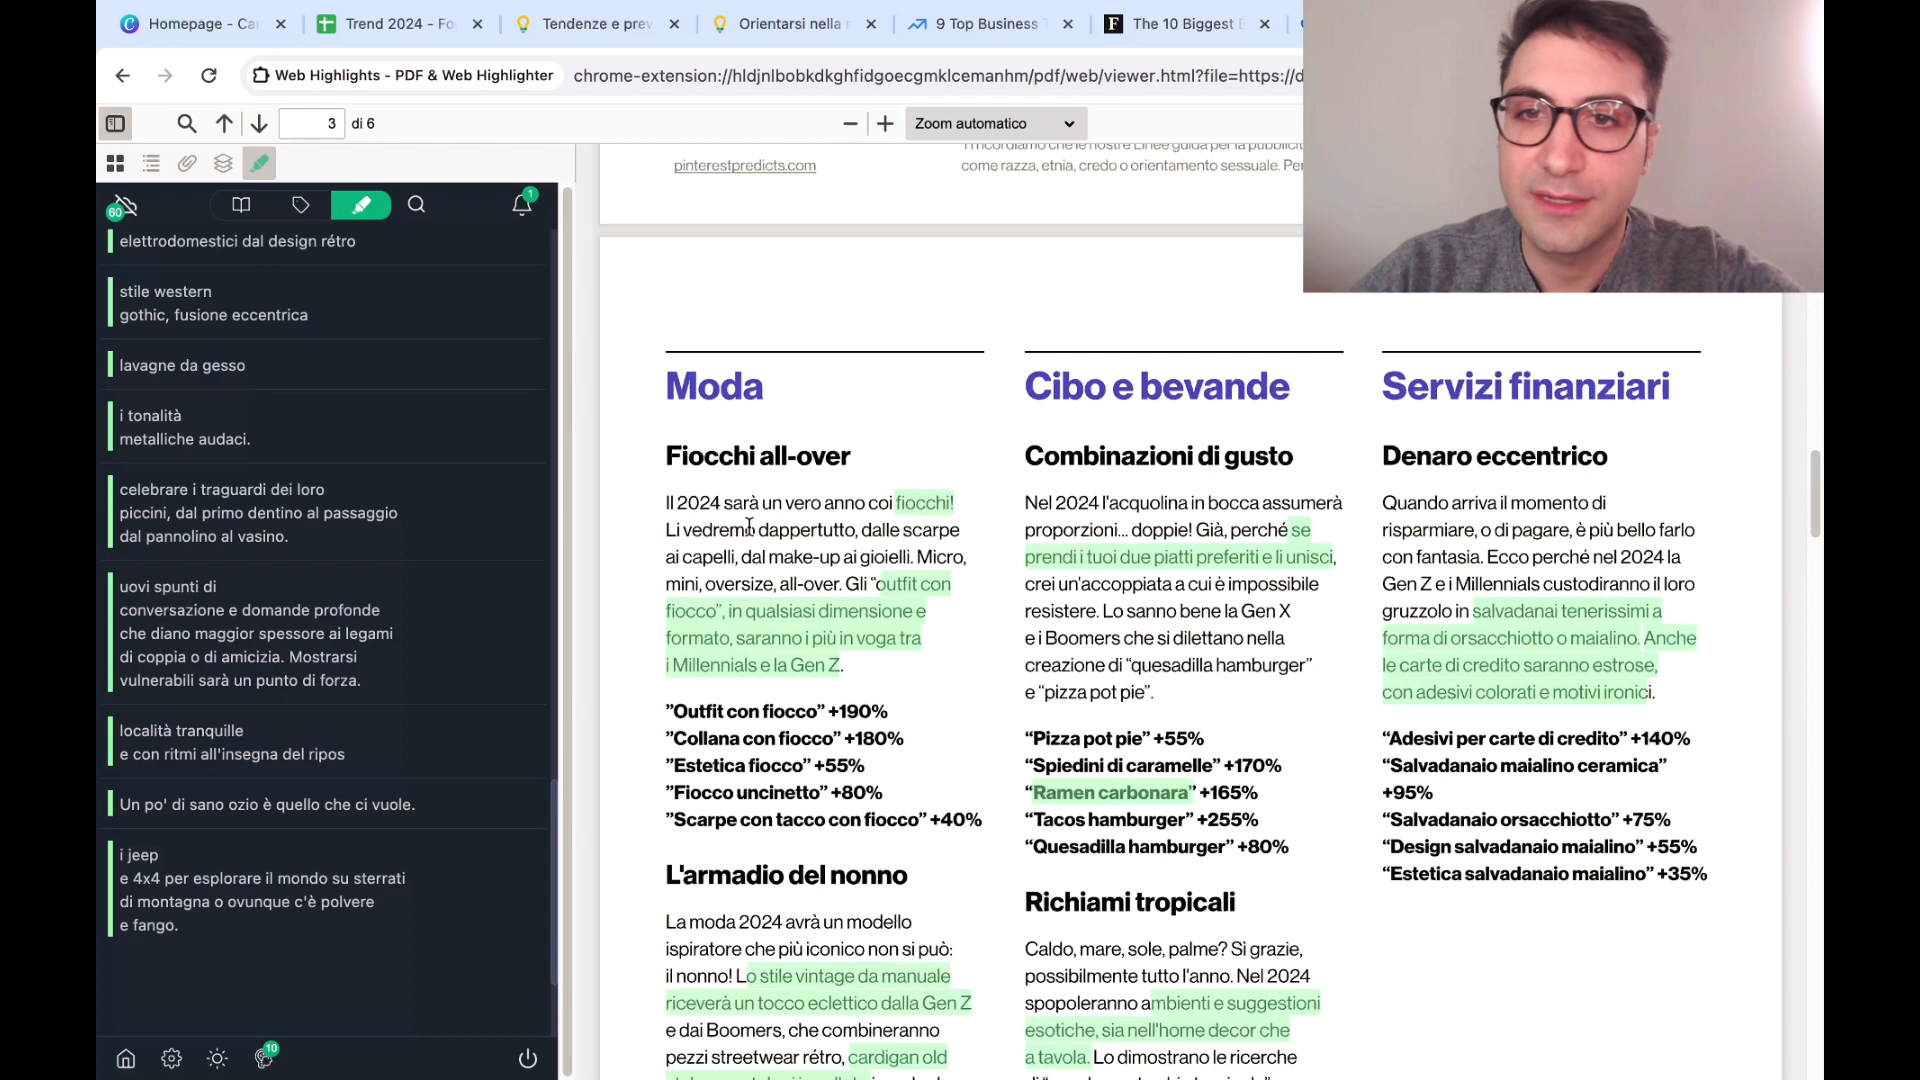 Homepage - Ca
Trend 2024 - Fo
Tendenze e prev
Orientarsi nella
9 Top Business
The 10 Biggest
Web Highlights - PDF & Web Highlighter
chrome-extension://hldjnlbobkdkghfidgoecgmklcemanhm/pdf/web/viewer.html?file=https://d
3 di 6
Zoom automatico
60
1
elettrodomestici dal design rétro
stile western
gothic, fusione eccentrica
lavagne da gesso
i tonalità
metalliche audaci.
celebrare i traguardi dei loro
piccini, dal primo dentino al passaggio
dal pannolino al vasino.
uovi spunti di
conversazione e domande profonde
che diano maggior spessore ai legami
di coppia o di amicizia. Mostrarsi
vulnerabili sarà un punto di forza.
località tranquille
e con ritmi all'insegna del ripos
Un po' di sano ozio è quello che ci vuole.
i jeep
e 4x4 per esplorare il mondo su sterrati
di montagna o ovunque c'è polvere
e fango.
10
pinterestpredicts.com
come razza, etnia, credo o orientamento sessuale. Per
Moda
Fiocchi all-over
Il 2024 sarà un vero anno coi fiocchi!
Li vedremo dappertutto, dalle scarpe
ai capelli, dal make-up ai gioielli. Micro,
mini, oversize, all-over. Gli “outfit con
fiocco”, in qualsiasi dimensione e
formato, saranno i più in voga tra
i Millennials e la Gen Z.
”Outfit con fiocco” +190%
”Collana con fiocco” +180%
”Estetica fiocco” +55%
”Fiocco uncinetto” +80%
”Scarpe con tacco con fiocco” +40%
L'armadio del nonno
La moda 2024 avrà un modello
ispiratore che più iconico non si può:
il nonno! Lo stile vintage da manuale
riceverà un tocco eclettico dalla Gen Z
e dai Boomers, che combineranno
pezzi streetwear rétro, cardigan old
Cibo e bevande
Combinazioni di gusto
Nel 2024 l'acquolina in bocca assumerà
proporzioni... doppie! Già, perché se
prendi i tuoi due piatti preferiti e li unisci,
crei un'accoppiata a cui è impossibile
resistere. Lo sanno bene la Gen X
e i Boomers che si dilettano nella
creazione di “quesadilla hamburger”
e “pizza pot pie”.
“Pizza pot pie” +55%
“Spiedini di caramelle” +170%
“Ramen carbonara” +165%
“Tacos hamburger” +255%
“Quesadilla hamburger” +80%
Richiami tropicali
Caldo, mare, sole, palme? Sì grazie,
possibilmente tutto l'anno. Nel 2024
spopoleranno ambienti e suggestioni
esotiche, sia nell'home decor che
a tavola. Lo dimostrano le ricerche
Servizi finanziari
Denaro eccentrico
Quando arriva il momento di
risparmiare, o di pagare, è più bello farlo
con fantasia. Ecco perché nel 2024 la
Gen Z e i Millennials custodiranno il loro
gruzzolo in salvadanai tenerissimi a
forma di orsacchiotto o maialino. Anche
le carte di credito saranno estrose,
con adesivi colorati e motivi ironici.
“Adesivi per carte di credito” +140%
“Salvadanaio maialino ceramica”
+95%
“Salvadanaio orsacchiotto” +75%
“Design salvadanaio maialino” +55%
“Estetica salvadanaio maialino” +35%